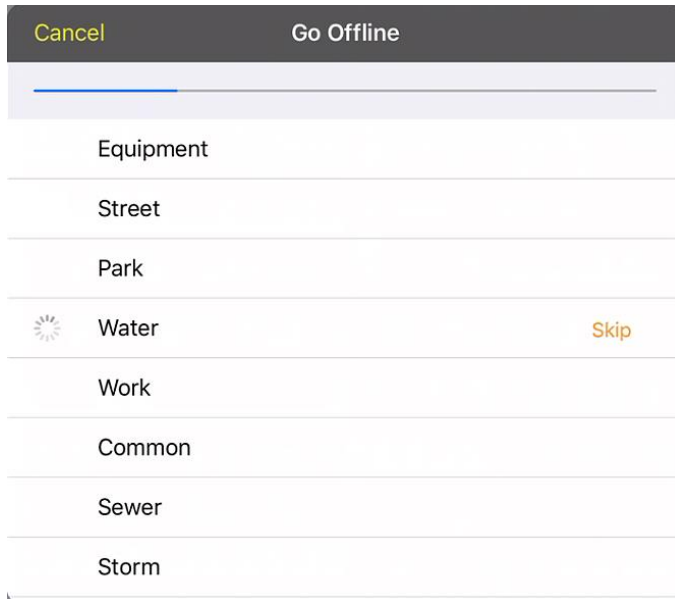 Cancel Go Offline
Equipment
Street
Park
Water Skip
Work
Common
Sewer
Storm